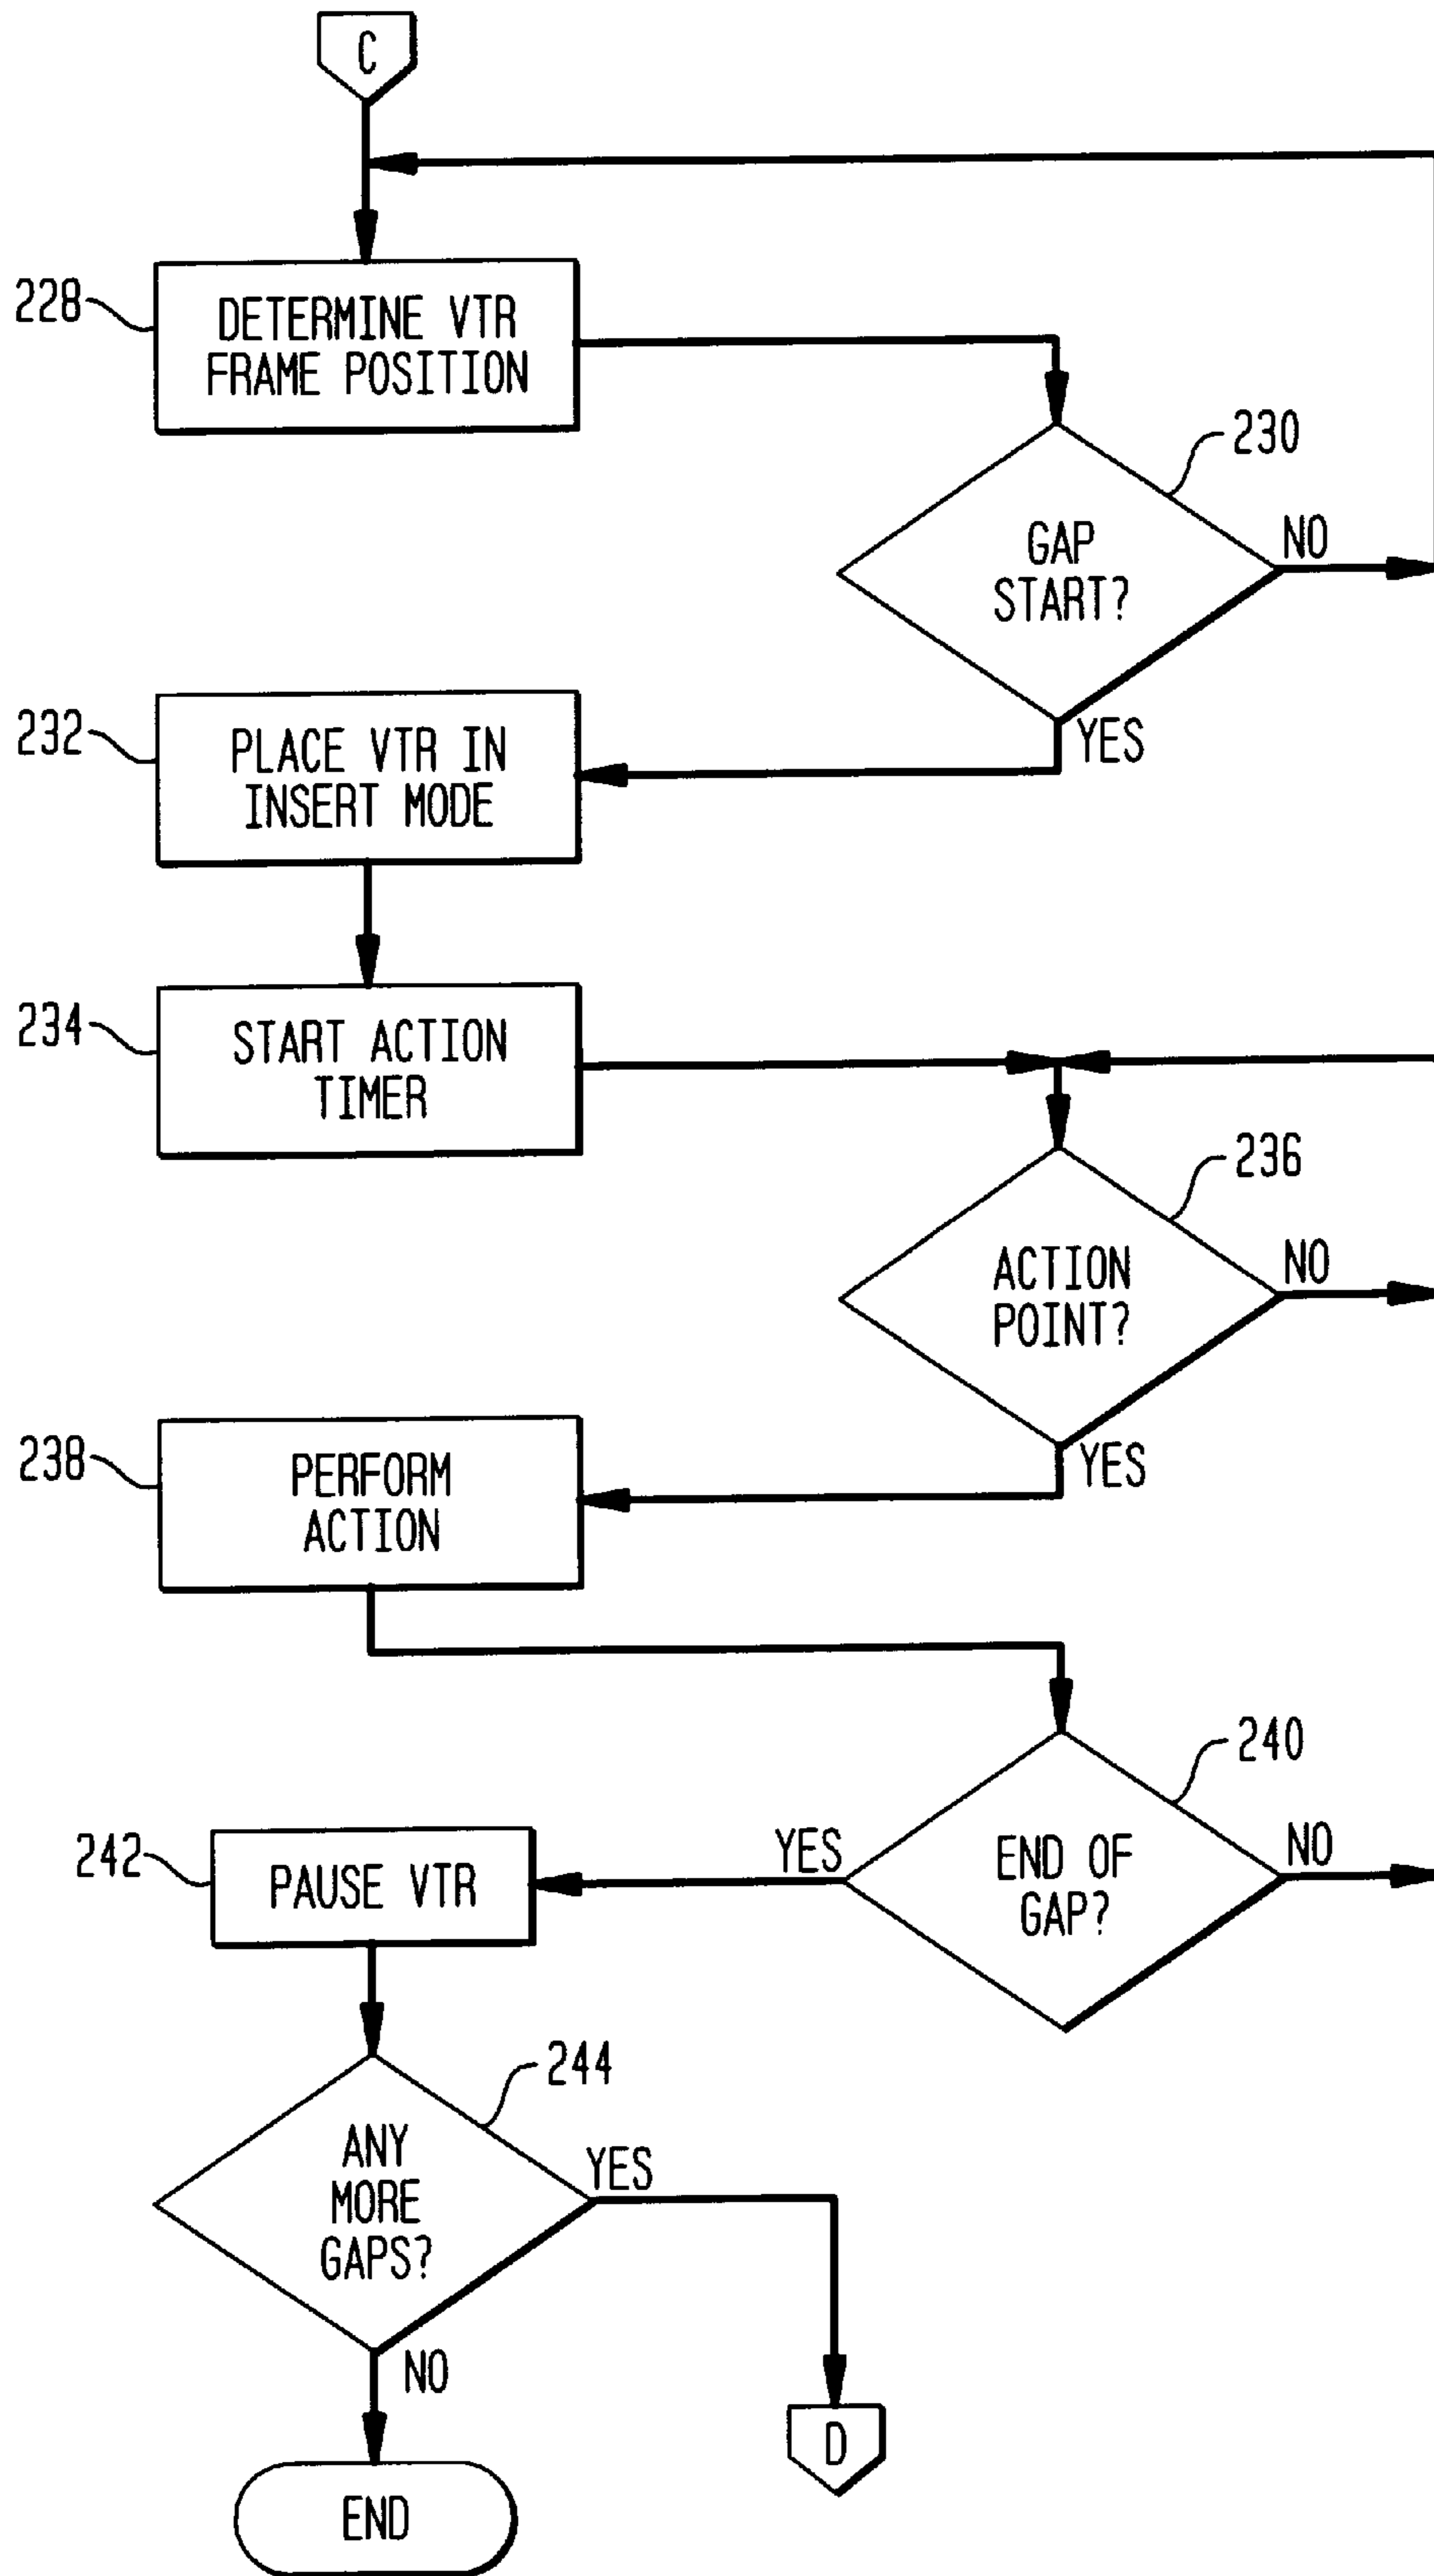 C
228
DETERMINE VTR
FRAME POSITION
230
GAP
START?
NO
YES
232
PLACE VTR IN
INSERT MODE
234
START ACTION
TIMER
236
ACTION
POINT?
NO
YES
238
PERFORM
ACTION
240
END OF
GAP?
NO
YES
242
PAUSE VTR
244
ANY
MORE
GAPS?
YES
NO
D
END